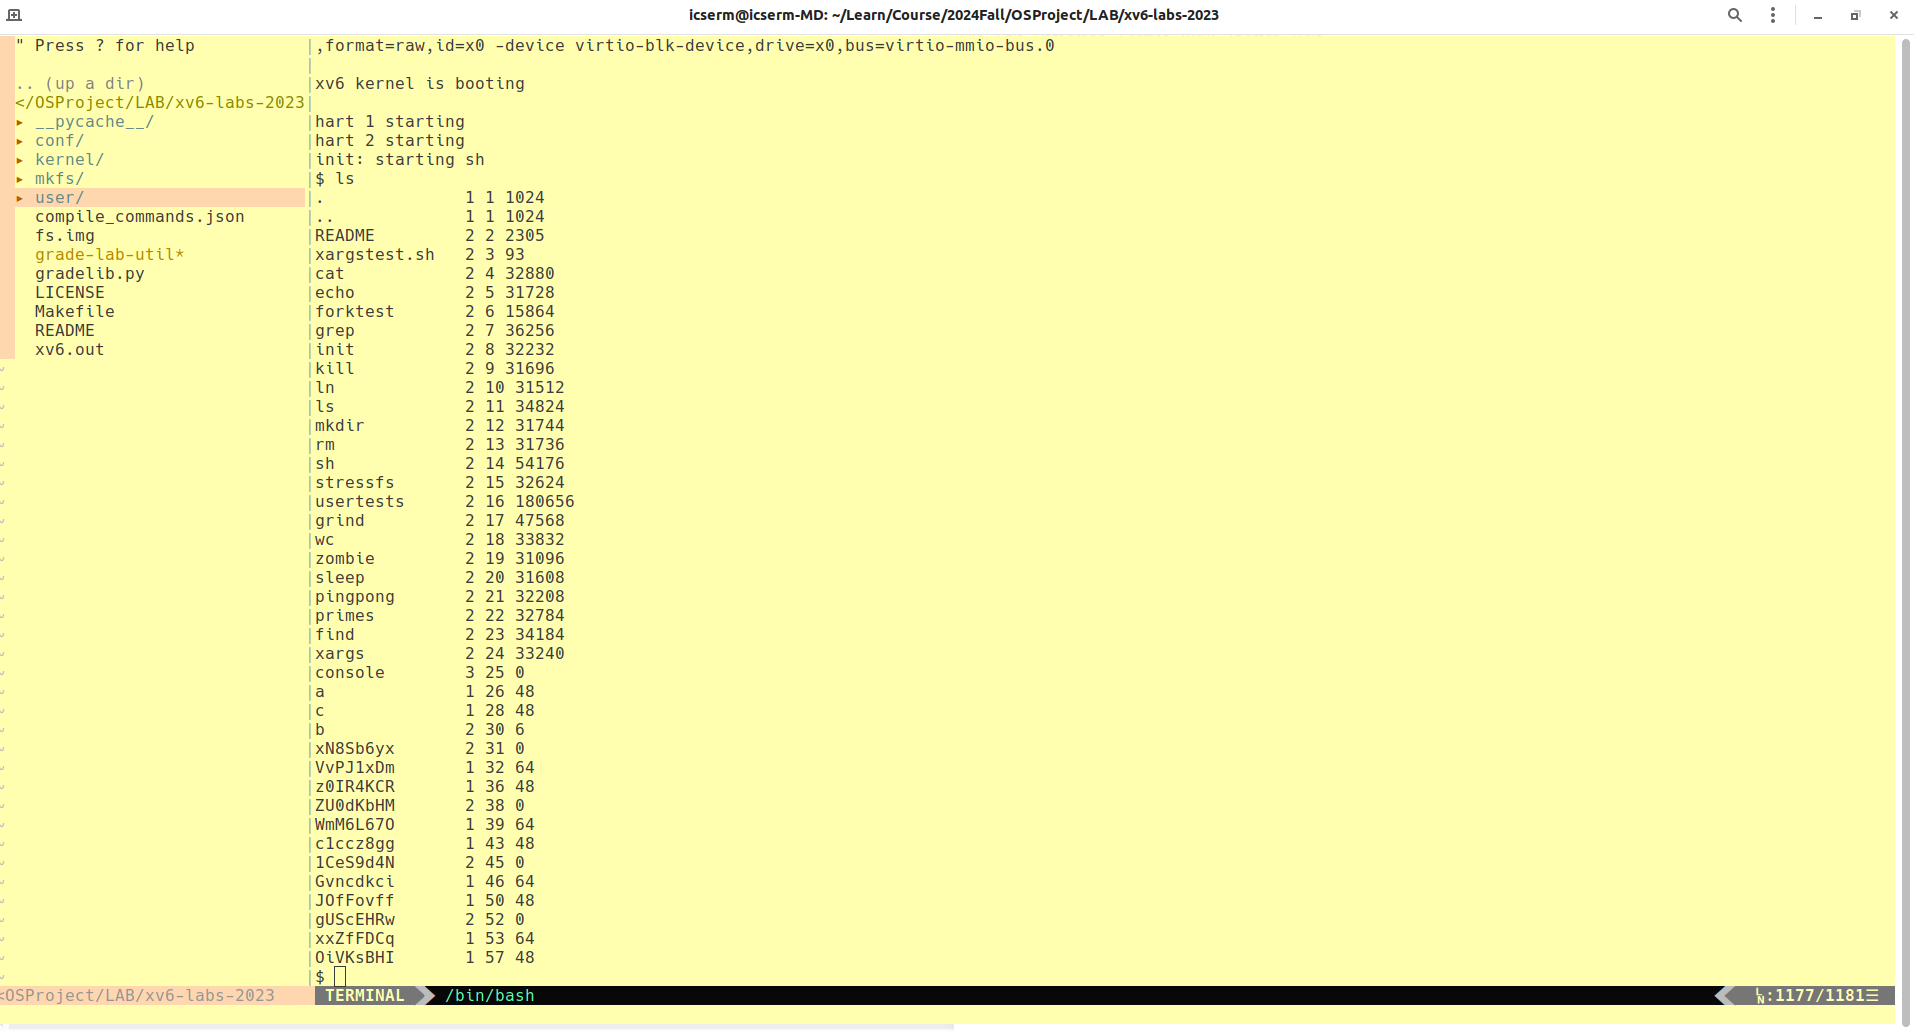 icserm@icserm-MD: ~/Learn/Course/2024Fall/OSProject/LAB/xv6-labs-2023
" Press ? for help
.. (up a dir)
</OSProject/LAB/xv6-labs-2023
▸ __pycache__/
▸ conf/
▸ kernel/
▸ mkfs/
▸ user/
compile_commands.json
fs.img
grade-lab-util*
gradelib.py
LICENSE
Makefile
README
xv6.out
,format=raw,id=x0 -device virtio-blk-device,drive=x0,bus=virtio-mmio-bus.0
xv6 kernel is booting
hart 1 starting
hart 2 starting
init: starting sh
$ ls
. 1 1 1024
.. 1 1 1024
README 2 2 2305
xargstest.sh 2 3 93
cat 2 4 32880
echo 2 5 31728
forktest 2 6 15864
grep 2 7 36256
init 2 8 32232
kill 2 9 31696
ln 2 10 31512
ls 2 11 34824
mkdir 2 12 31744
rm 2 13 31736
sh 2 14 54176
stressfs 2 15 32624
usertests 2 16 180656
grind 2 17 47568
wc 2 18 33832
zombie 2 19 31096
sleep 2 20 31608
pingpong 2 21 32208
primes 2 22 32784
find 2 23 34184
xargs 2 24 33240
console 3 25 0
a 1 26 48
c 1 28 48
b 2 30 6
xN8Sb6yx 2 31 0
VvPJ1xDm 1 32 64
z0IR4KCR 1 36 48
ZU0dKbHM 2 38 0
WmM6L67O 1 39 64
c1ccz8gg 1 43 48
1CeS9d4N 2 45 0
Gvncdkci 1 46 64
JOfFovff 1 50 48
gUScEHRw 2 52 0
xxZfFDCq 1 53 64
OiVKsBHI 1 57 48
$
<OSProject/LAB/xv6-labs-2023
TERMINAL /bin/bash
LN:1177/1181☰